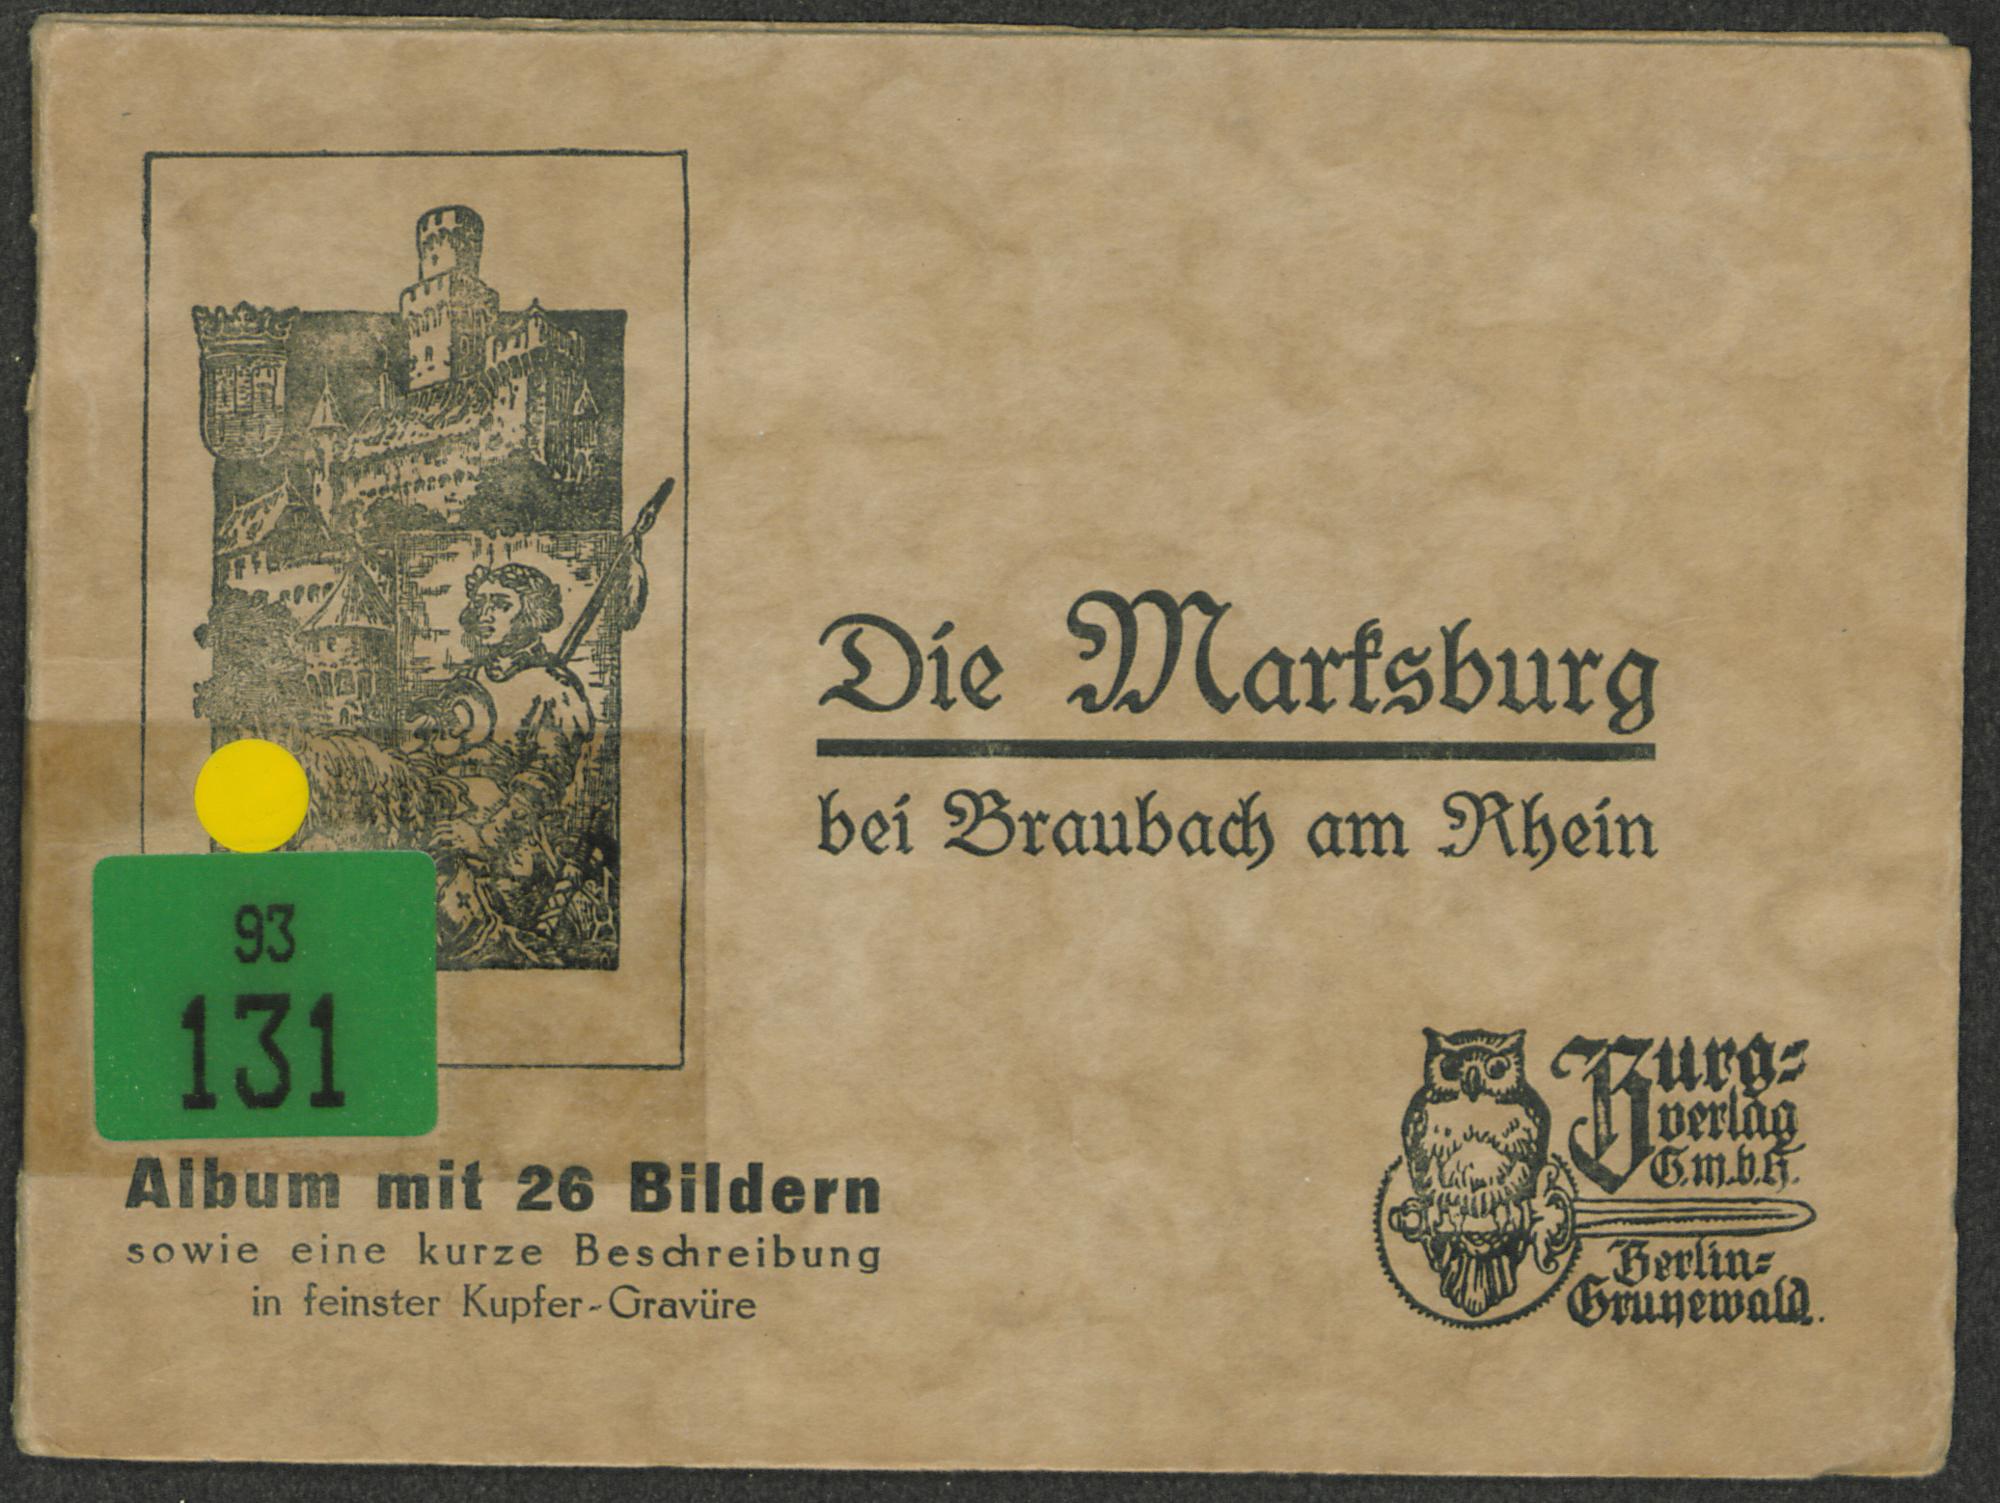 Die Marksburg
bei Braubach am Rhein
93
131
Album mit 26 Bildern
sowie eine kurze Beschreibung
in feinster Kupfer-Gravüre
Burg-
verlag
G.m.b.H.
Berlin-
Grunewald.